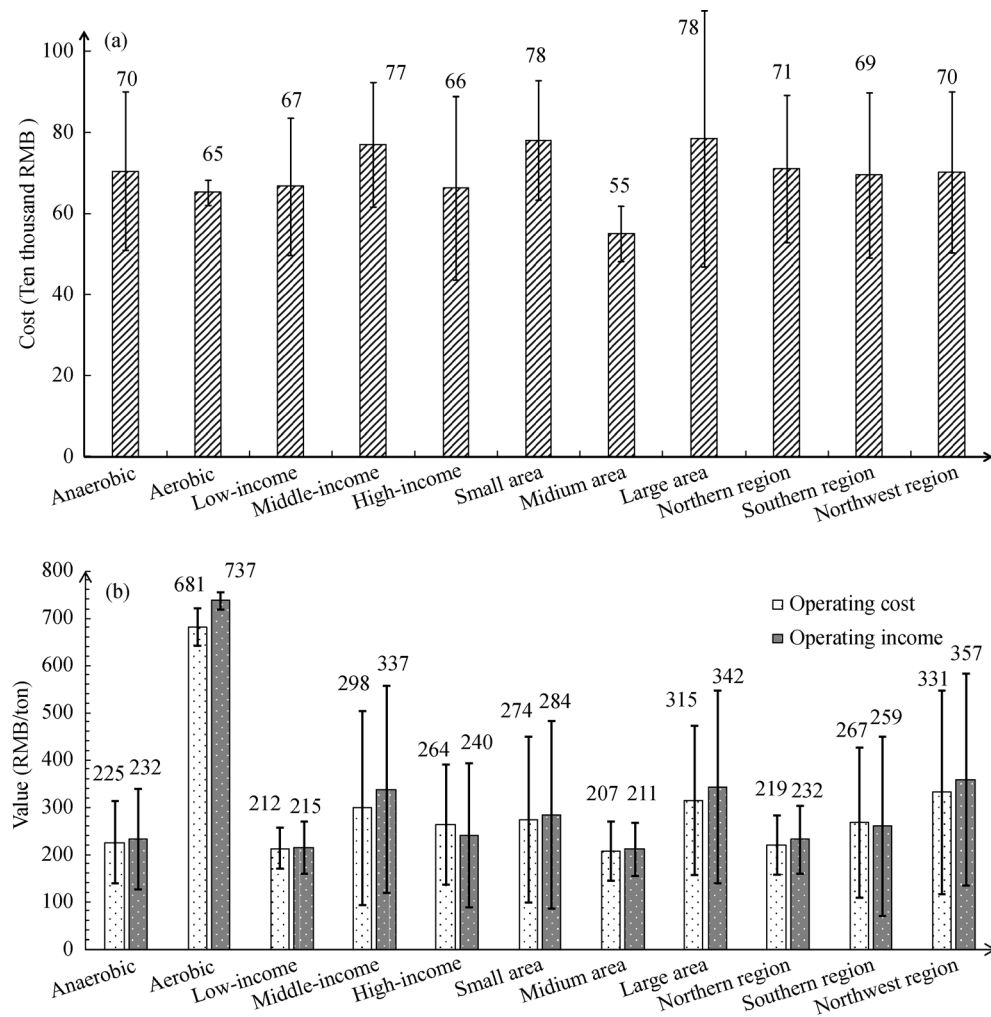 (a)
Cost (Ten thousand RMB )
100
80
60
40
20
0
70
65
67
77
66
78
55
78
71
69
70
Anaerobic
Aerobic
Low-income
Middle-income
High-income
Small area
Midium area
Large area
Northern region
Southern region
Northwest region
(b)
Value (RMB/ton)
800
700
600
500
400
300
200
100
0
Operating cost
Operating income
225 232
681 737
212 215
298 337
264 240
274 284
207 211
315 342
219 232
267 259
331 357
Anaerobic
Aerobic
Low-income
Middle-income
High-income
Small area
Midium area
Large area
Northern region
Southern region
Northwest region